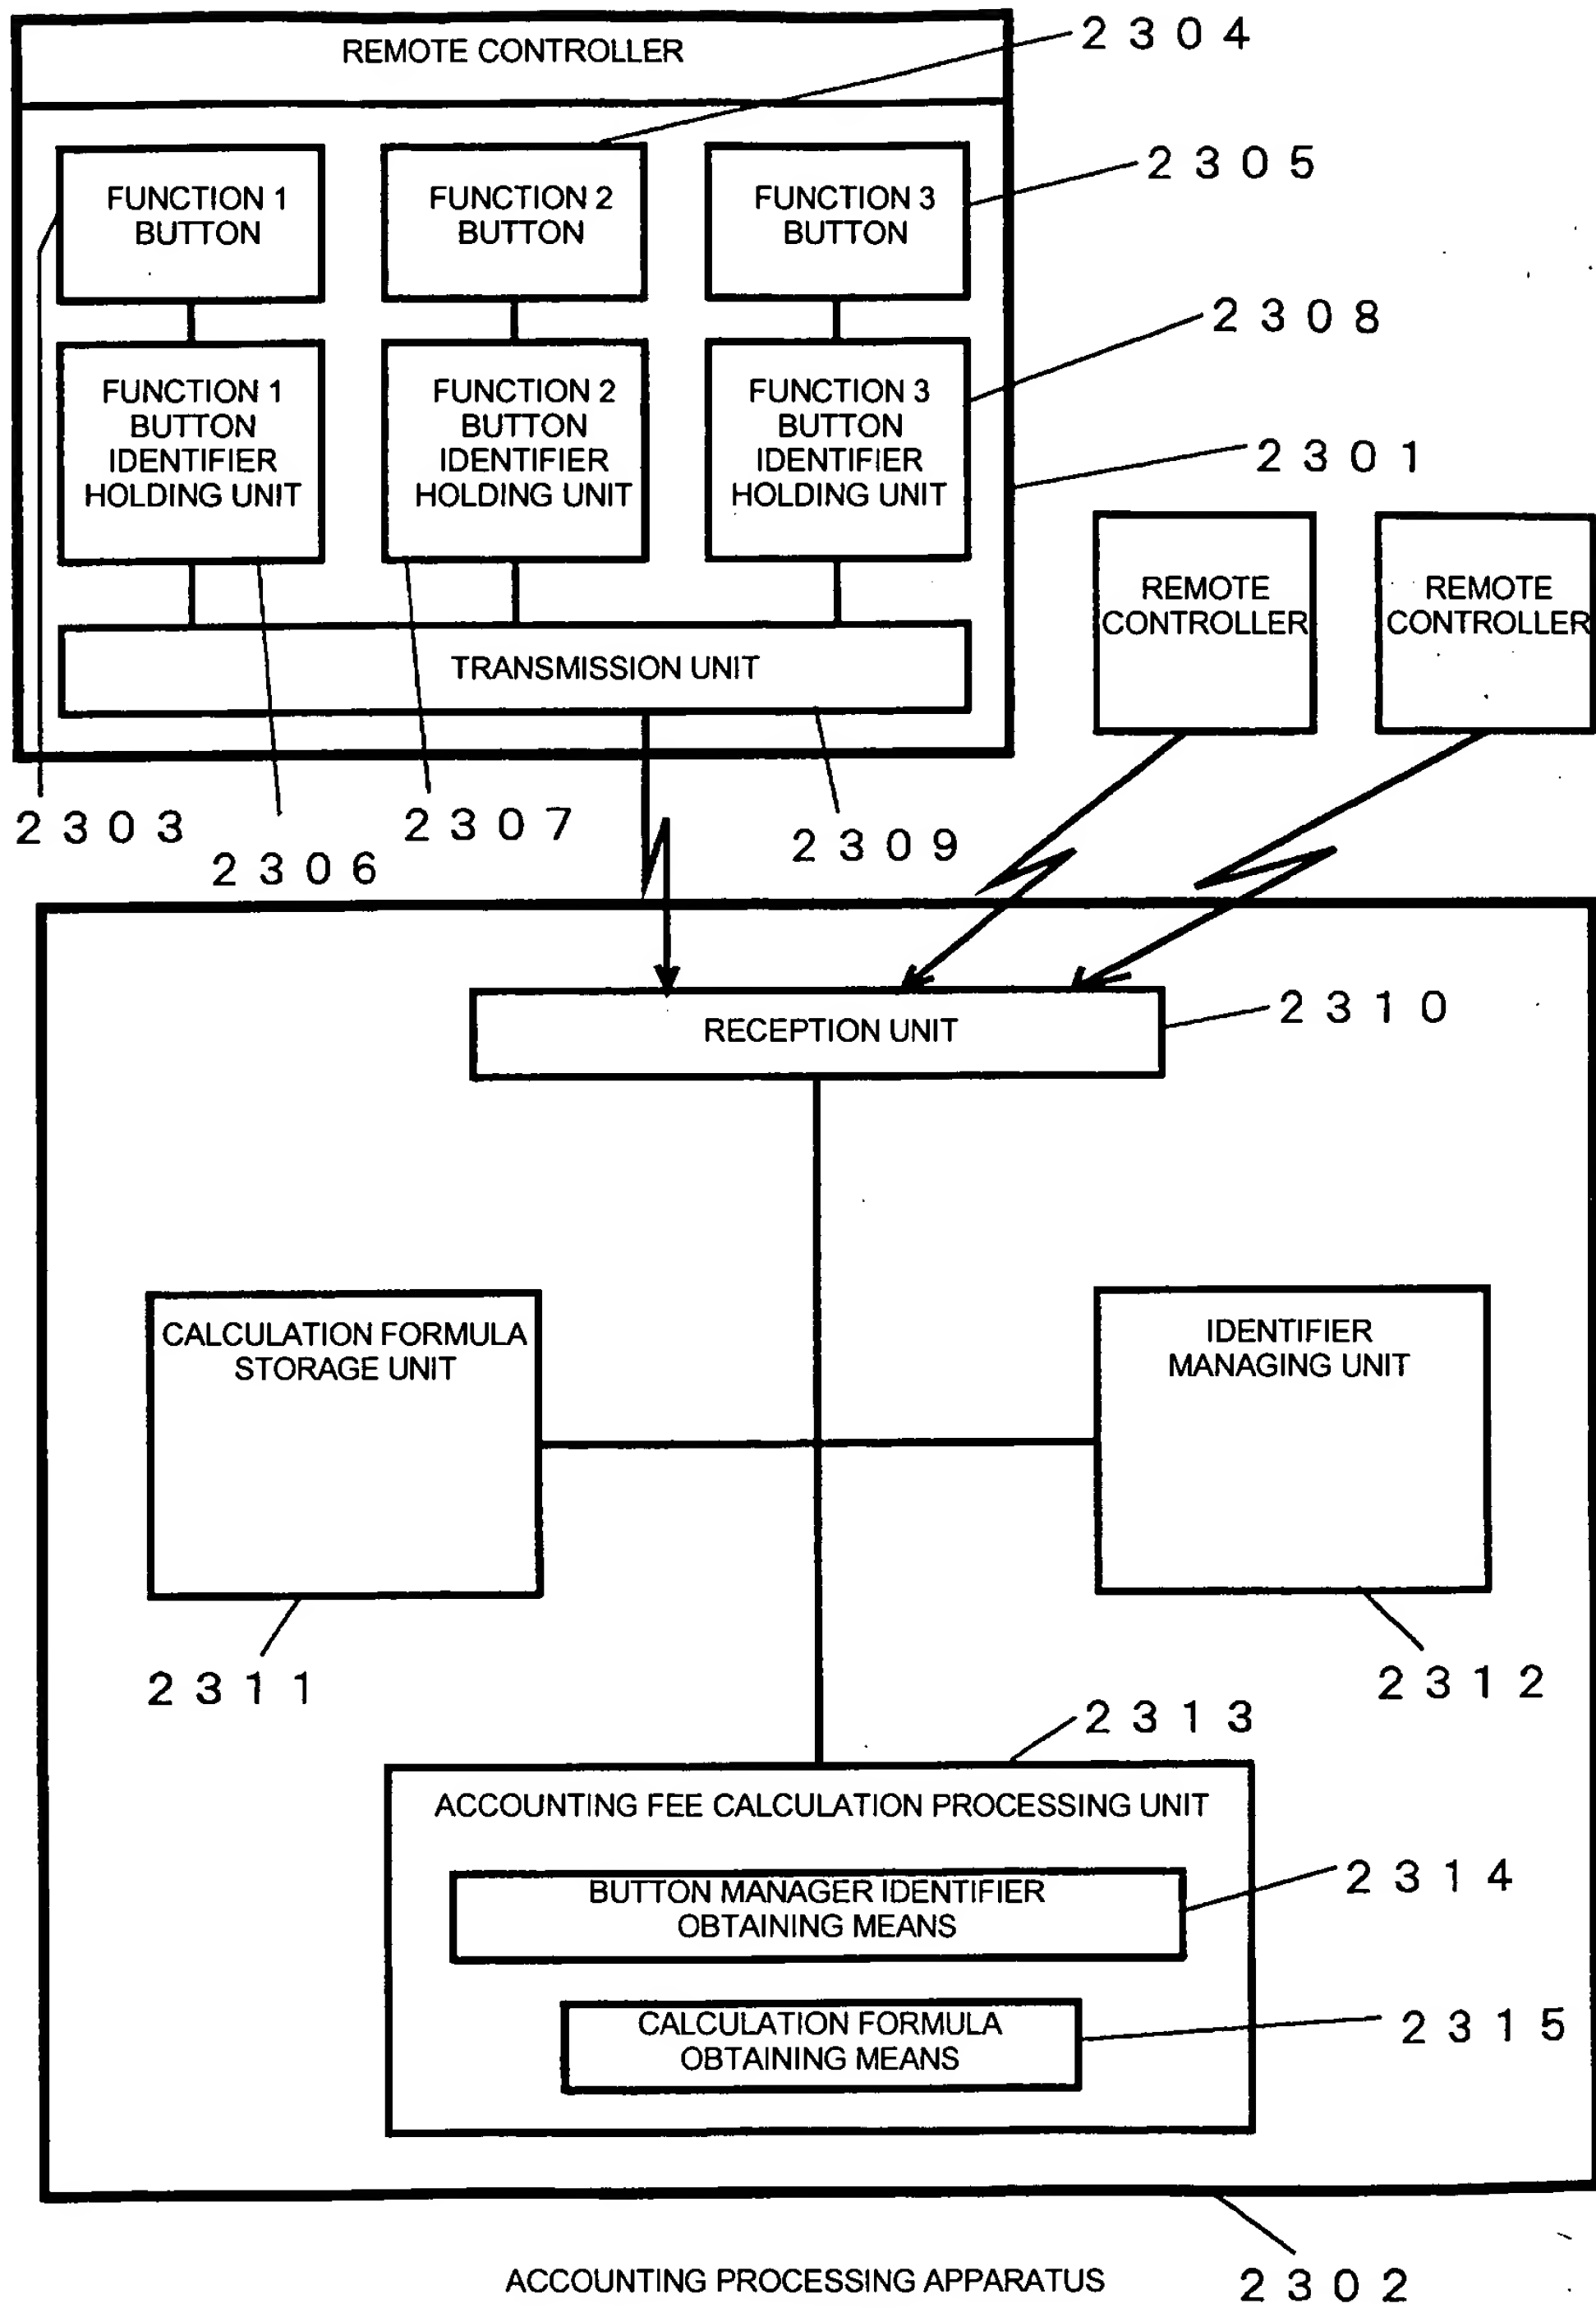 REMOTE CONTROLLER
2304
FUNCTION 1
BUTTON
FUNCTION 2
BUTTON
FUNCTION 3
BUTTON
2305
2308
FUNCTION 1
BUTTON
IDENTIFIER
HOLDING UNIT
FUNCTION 2
BUTTON
IDENTIFIER
HOLDING UNIT
FUNCTION 3
BUTTON
IDENTIFIER
HOLDING UNIT
2301
REMOTE
CONTROLLER
REMOTE
CONTROLLER
TRANSMISSION UNIT
2303
2306
2307
2309
RECEPTION UNIT
2310
CALCULATION FORMULA
STORAGE UNIT
IDENTIFIER
MANAGING UNIT
2311
2312
2313
ACCOUNTING FEE CALCULATION PROCESSING UNIT
BUTTON MANAGER IDENTIFIER
OBTAINING MEANS
2314
CALCULATION FORMULA
OBTAINING MEANS
2315
ACCOUNTING PROCESSING APPARATUS
2302